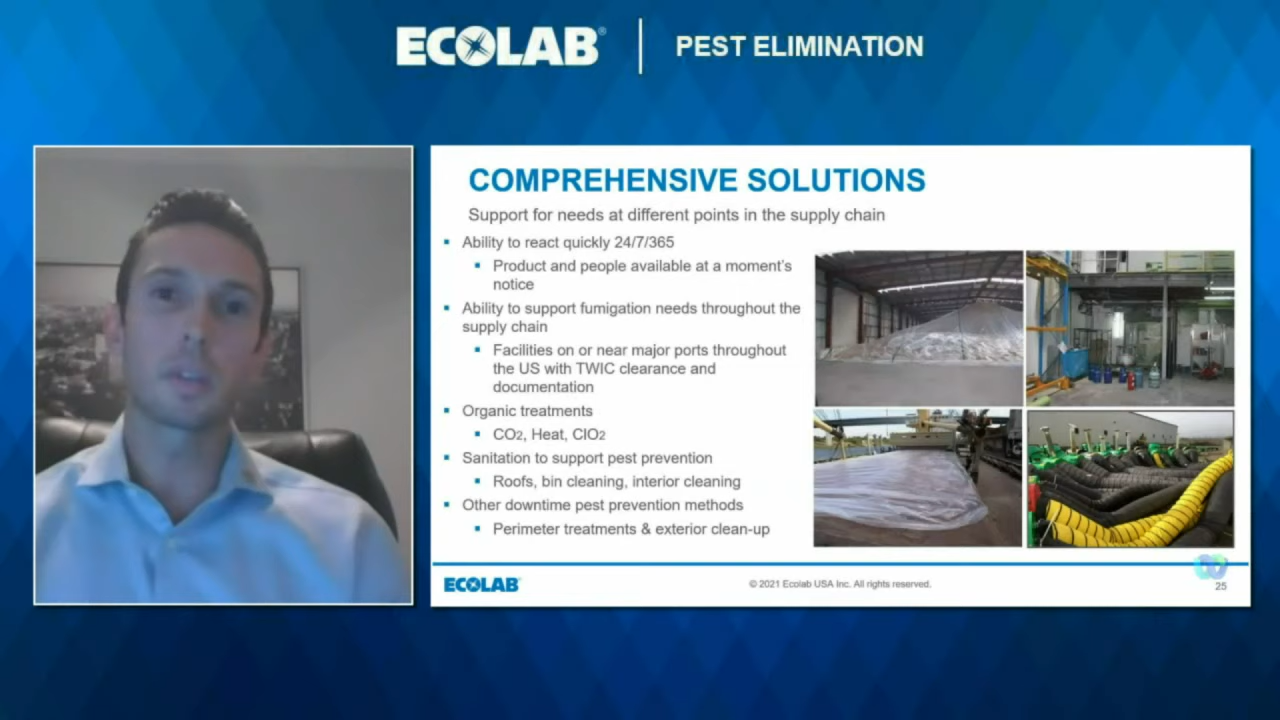 ECOLAB® | PEST ELIMINATION
COMPREHENSIVE SOLUTIONS
Support for needs at different points in the supply chain
▪ Ability to react quickly 24/7/365
▪ Product and people available at a moment's
notice
▪ Ability to support fumigation needs throughout the
supply chain
▪ Facilities on or near major ports throughout
the US with TWIC clearance and
documentation
▪ Organic treatments
▪ CO2, Heat, ClO2
▪ Sanitation to support pest prevention
▪ Roofs, bin cleaning, interior cleaning
▪ Other downtime pest prevention methods
▪ Perimeter treatments & exterior clean-up
ECOLAB
© 2021 Ecolab USA Inc. All rights reserved.
25